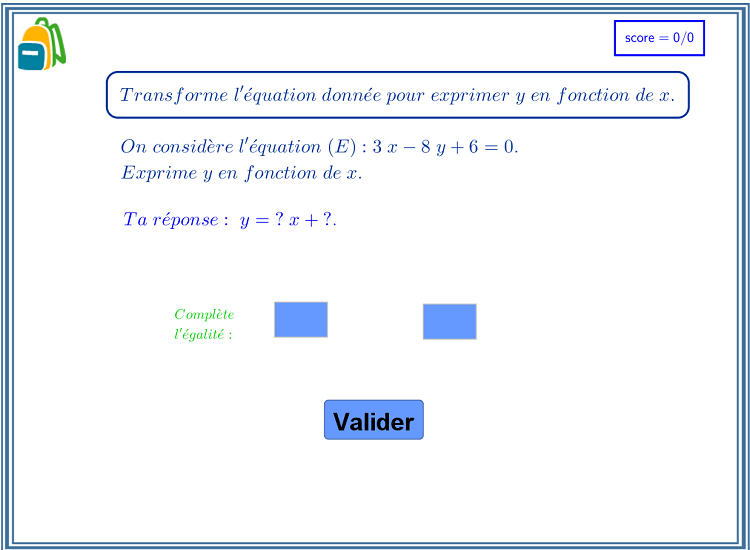 score = 0/0
Transforme l'équation donnée pour exprimer y en fonction de x.
On considère l'équation (E) : 3 x − 8 y + 6 = 0.
Exprime y en fonction de x.
Ta réponse : y = ? x + ?.
Complète
l'égalité :
Valider